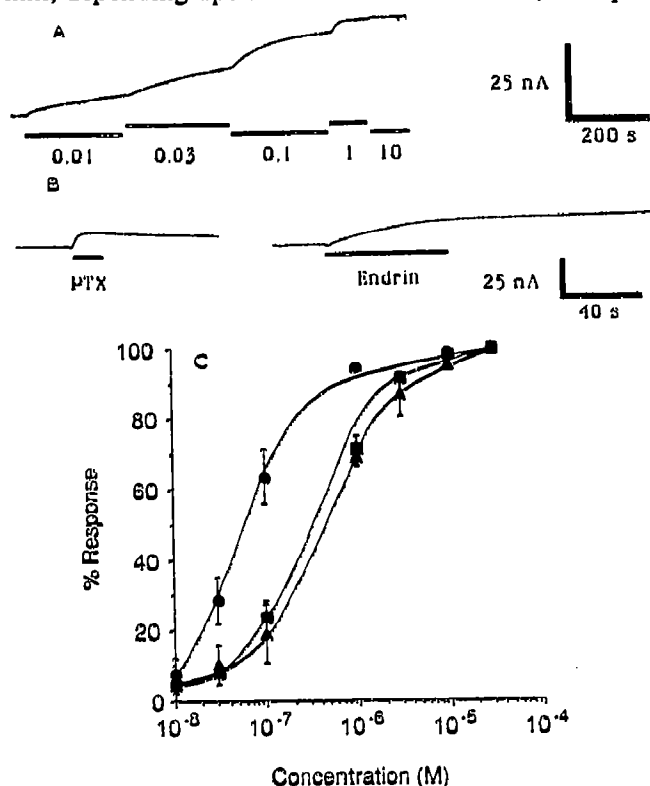 A
25 nA
200 s
0.01 0.03 0.1 1 10
B
PTX
Endrin
25 nA
40 s
C
100
80
60
40
20
0
% Response
10-8 10-7 10-6 10-5 10-4
Concentration (M)